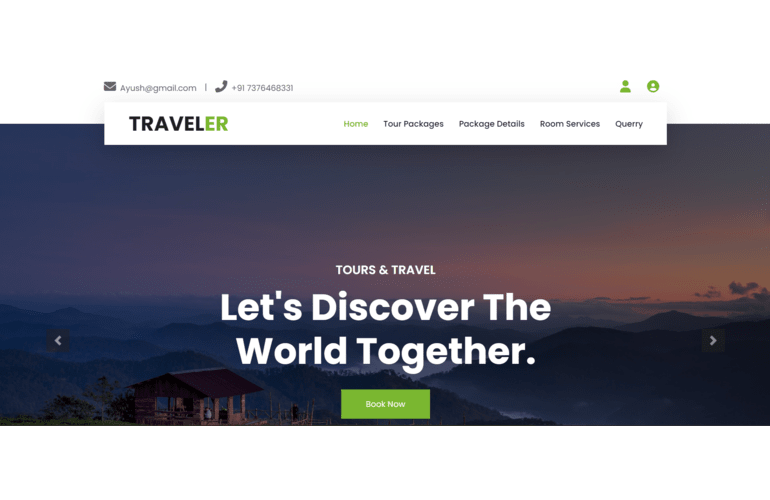 Ayush@gmail.com | +91 7376468331
TRAVELER
Home Tour Packages Package Details Room Services Querry
TOURS & TRAVEL
Let's Discover The
World Together.
Book Now